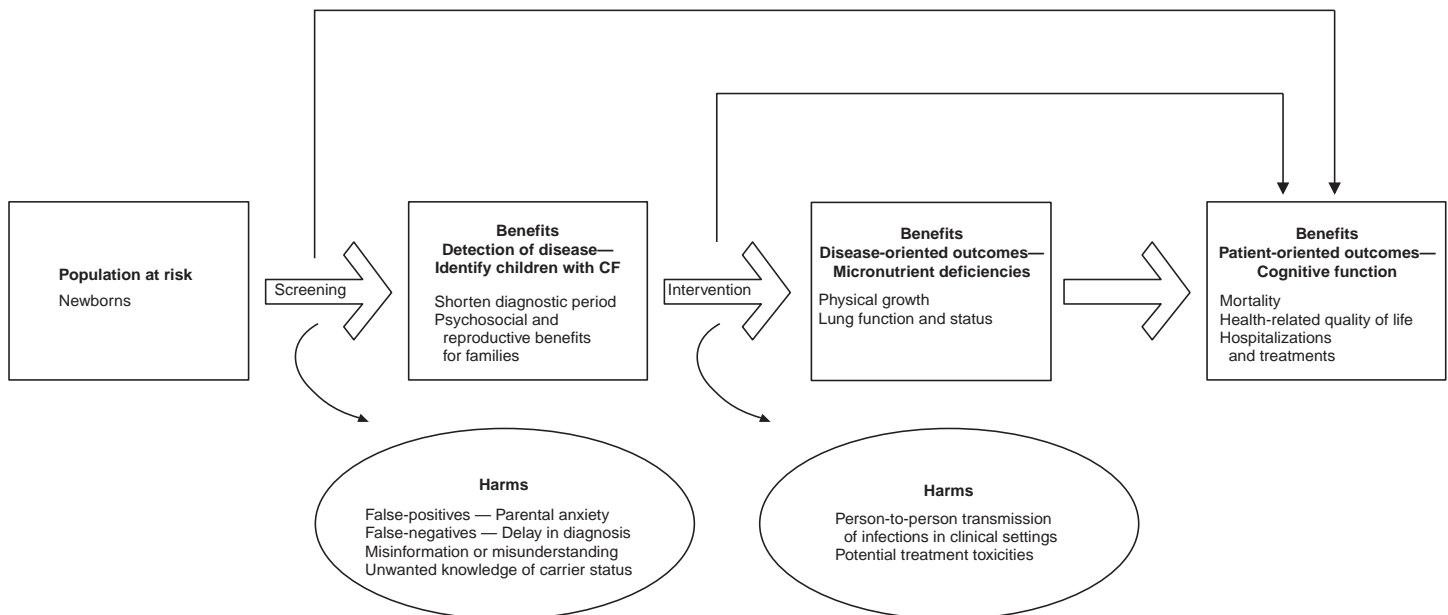 Population at risk
Newborns
Screening
Benefits
Detection of disease—
Identify children with CF
Shorten diagnostic period
Psychosocial and
reproductive benefits
for families
Intervention
Benefits
Disease-oriented outcomes—
Micronutrient deficiencies
Physical growth
Lung function and status
Benefits
Patient-oriented outcomes—
Cognitive function
Mortality
Health-related quality of life
Hospitalizations
and treatments
Harms
False-positives — Parental anxiety
False-negatives — Delay in diagnosis
Misinformation or misunderstanding
Unwanted knowledge of carrier status
Harms
Person-to-person transmission
of infections in clinical settings
Potential treatment toxicities